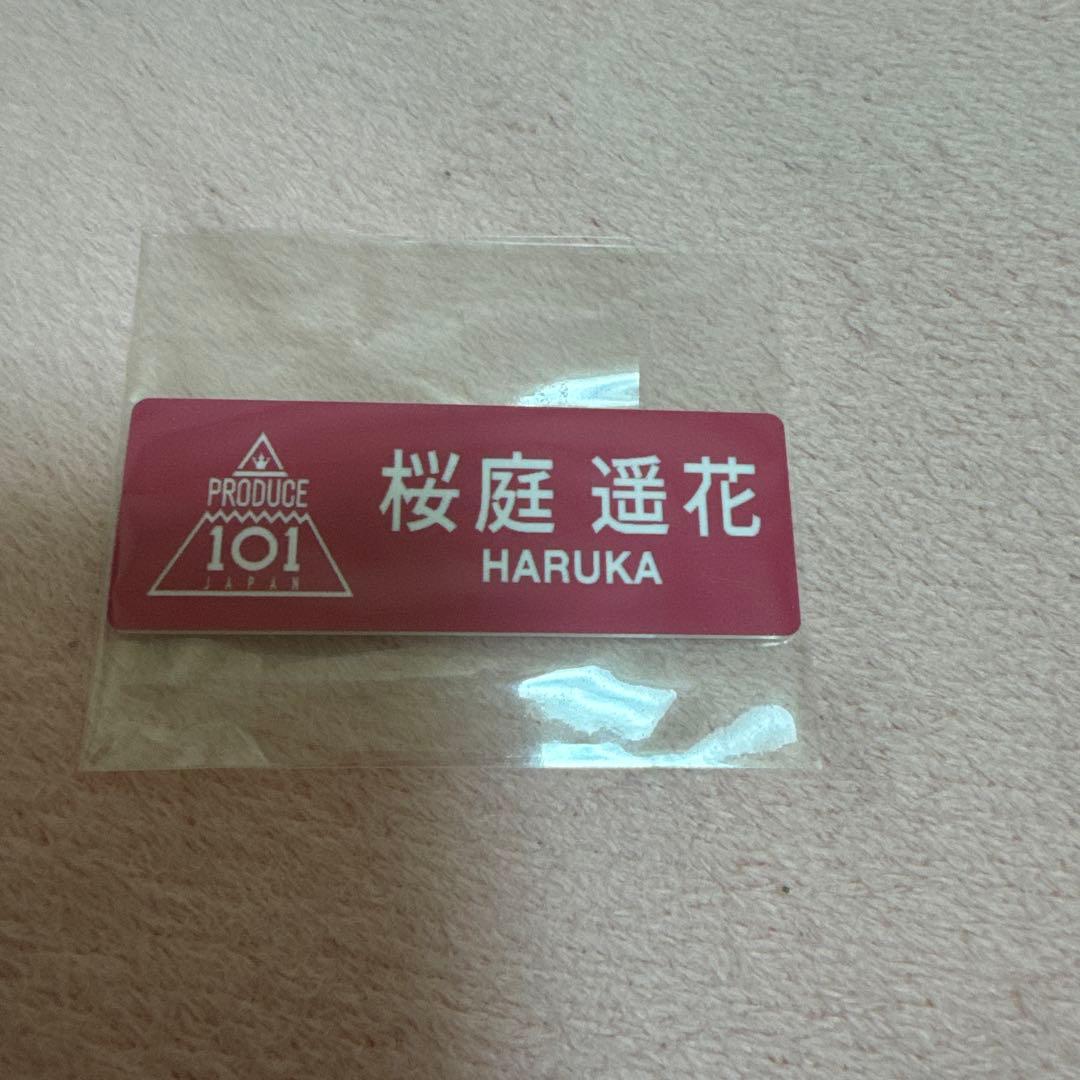 PRODUCE
101
JAPAN
桜庭 遥花
HARUKA